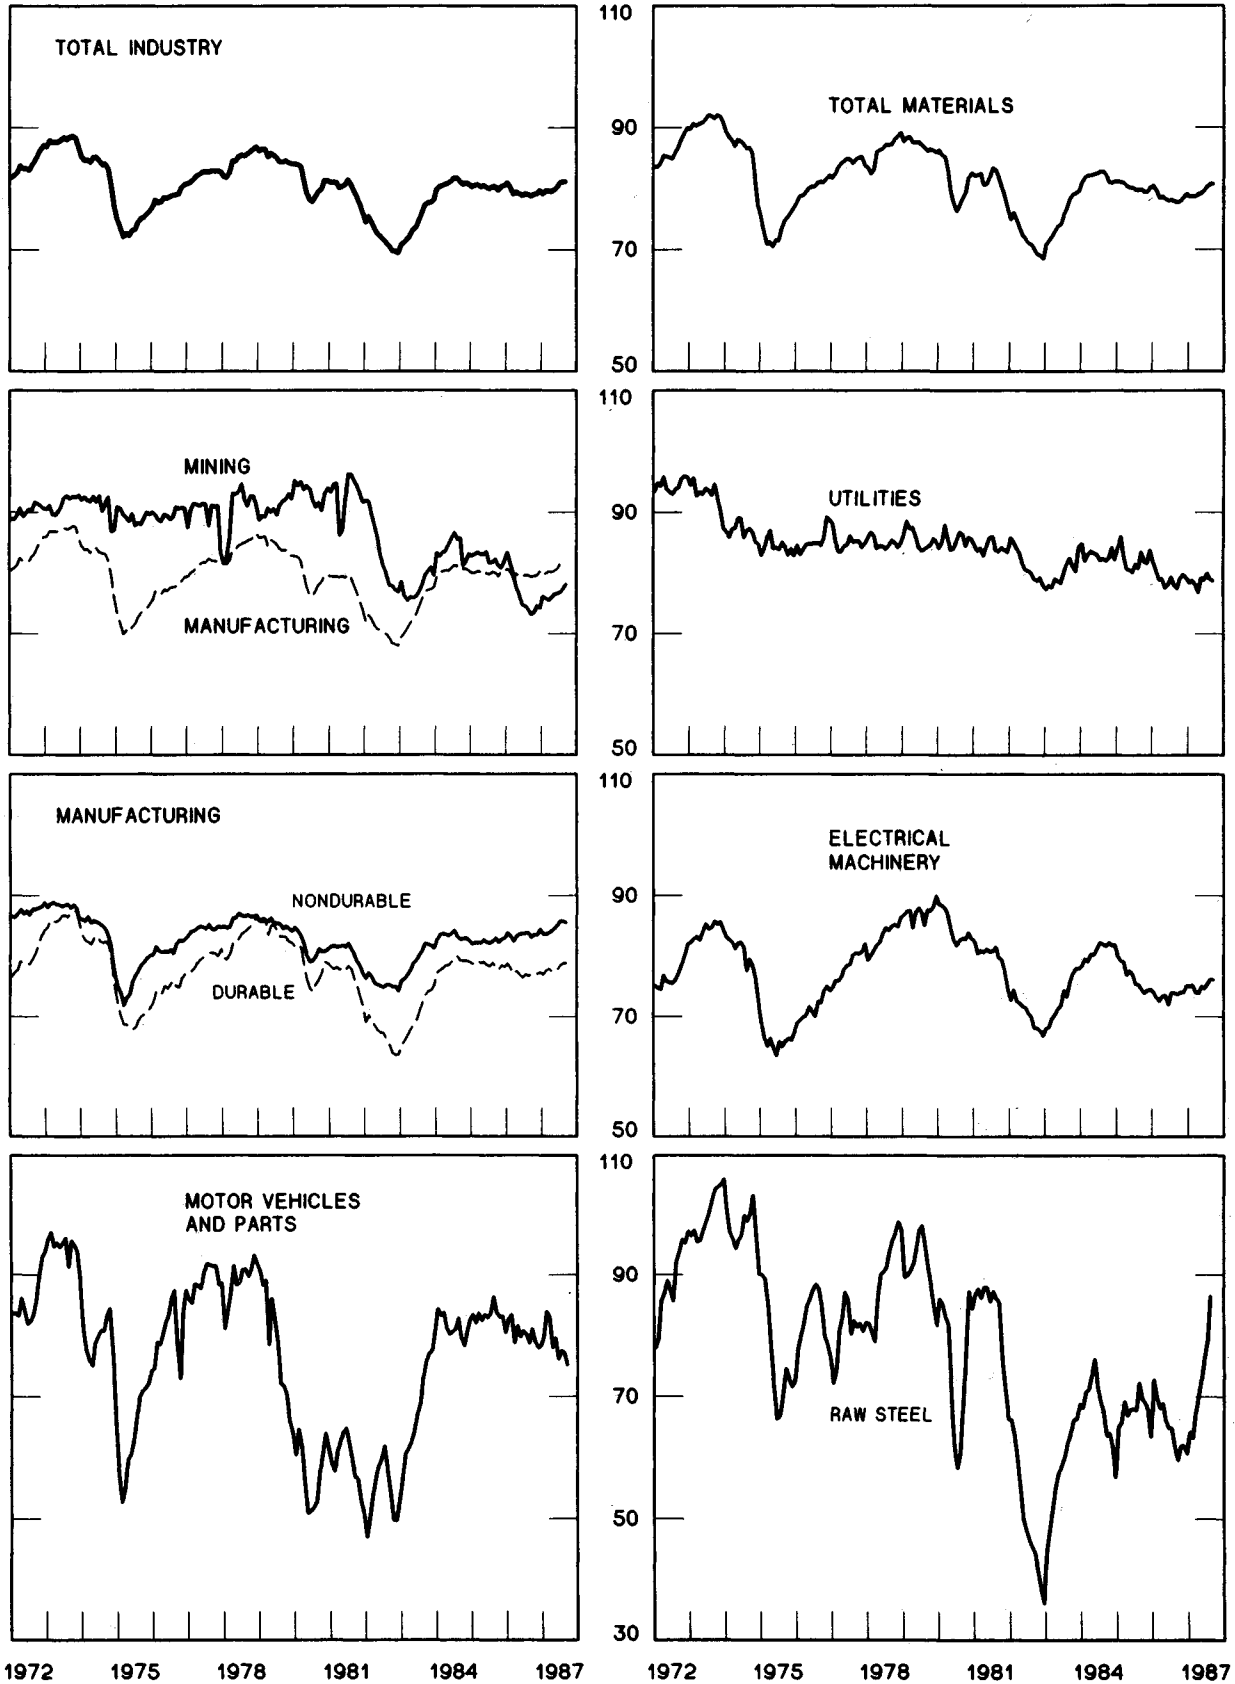 TOTAL INDUSTRY
110
TOTAL MATERIALS
90
70
50
MINING
MANUFACTURING
110
UTILITIES
90
70
50
MANUFACTURING
NONDURABLE
DURABLE
110
ELECTRICAL
MACHINERY
90
70
50
MOTOR VEHICLES
AND PARTS
110
90
70
RAW STEEL
50
30
1972 1975 1978 1981 1984 1987
1972 1975 1978 1981 1984 1987